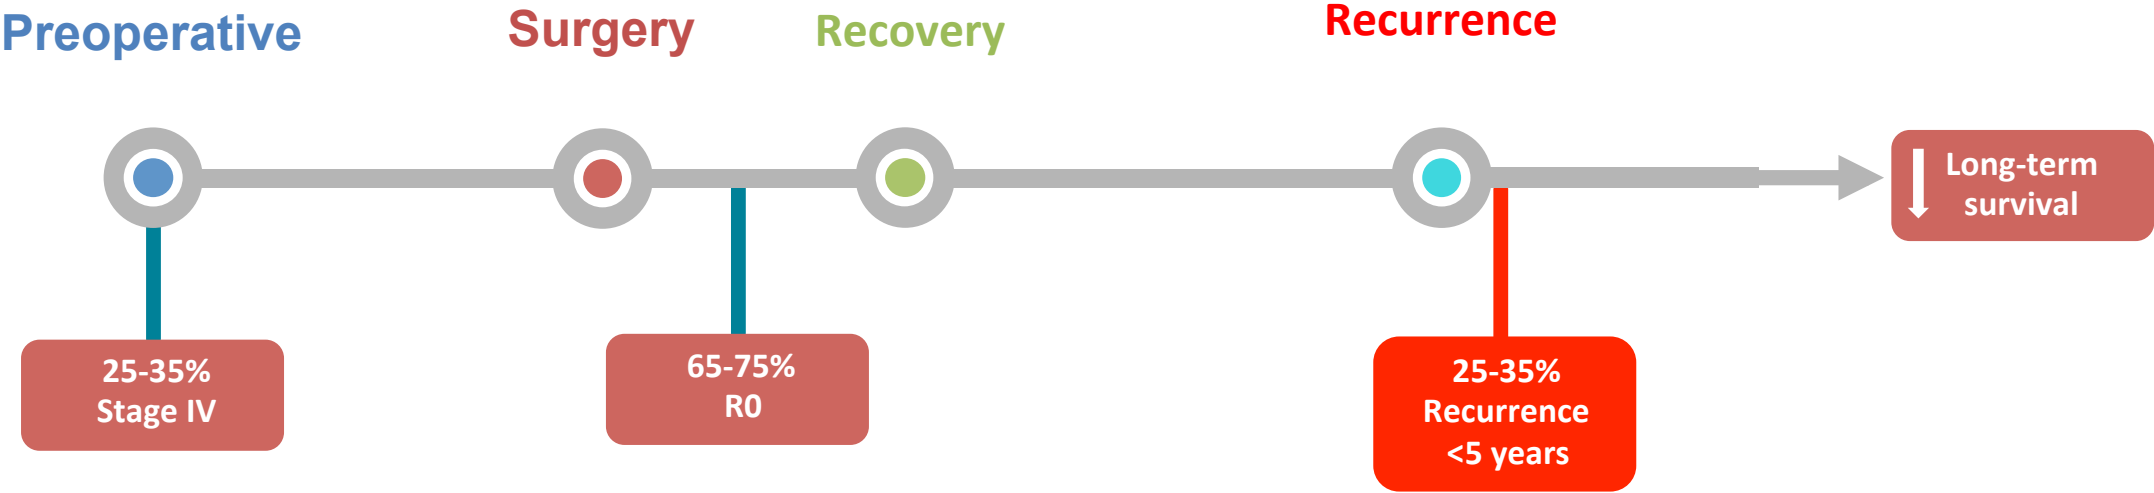 Preoperative
Surgery
Recovery
Recurrence
Long-term
survival
25-35%
Stage IV
65-75%
R0
25-35%
Recurrence
<5 years